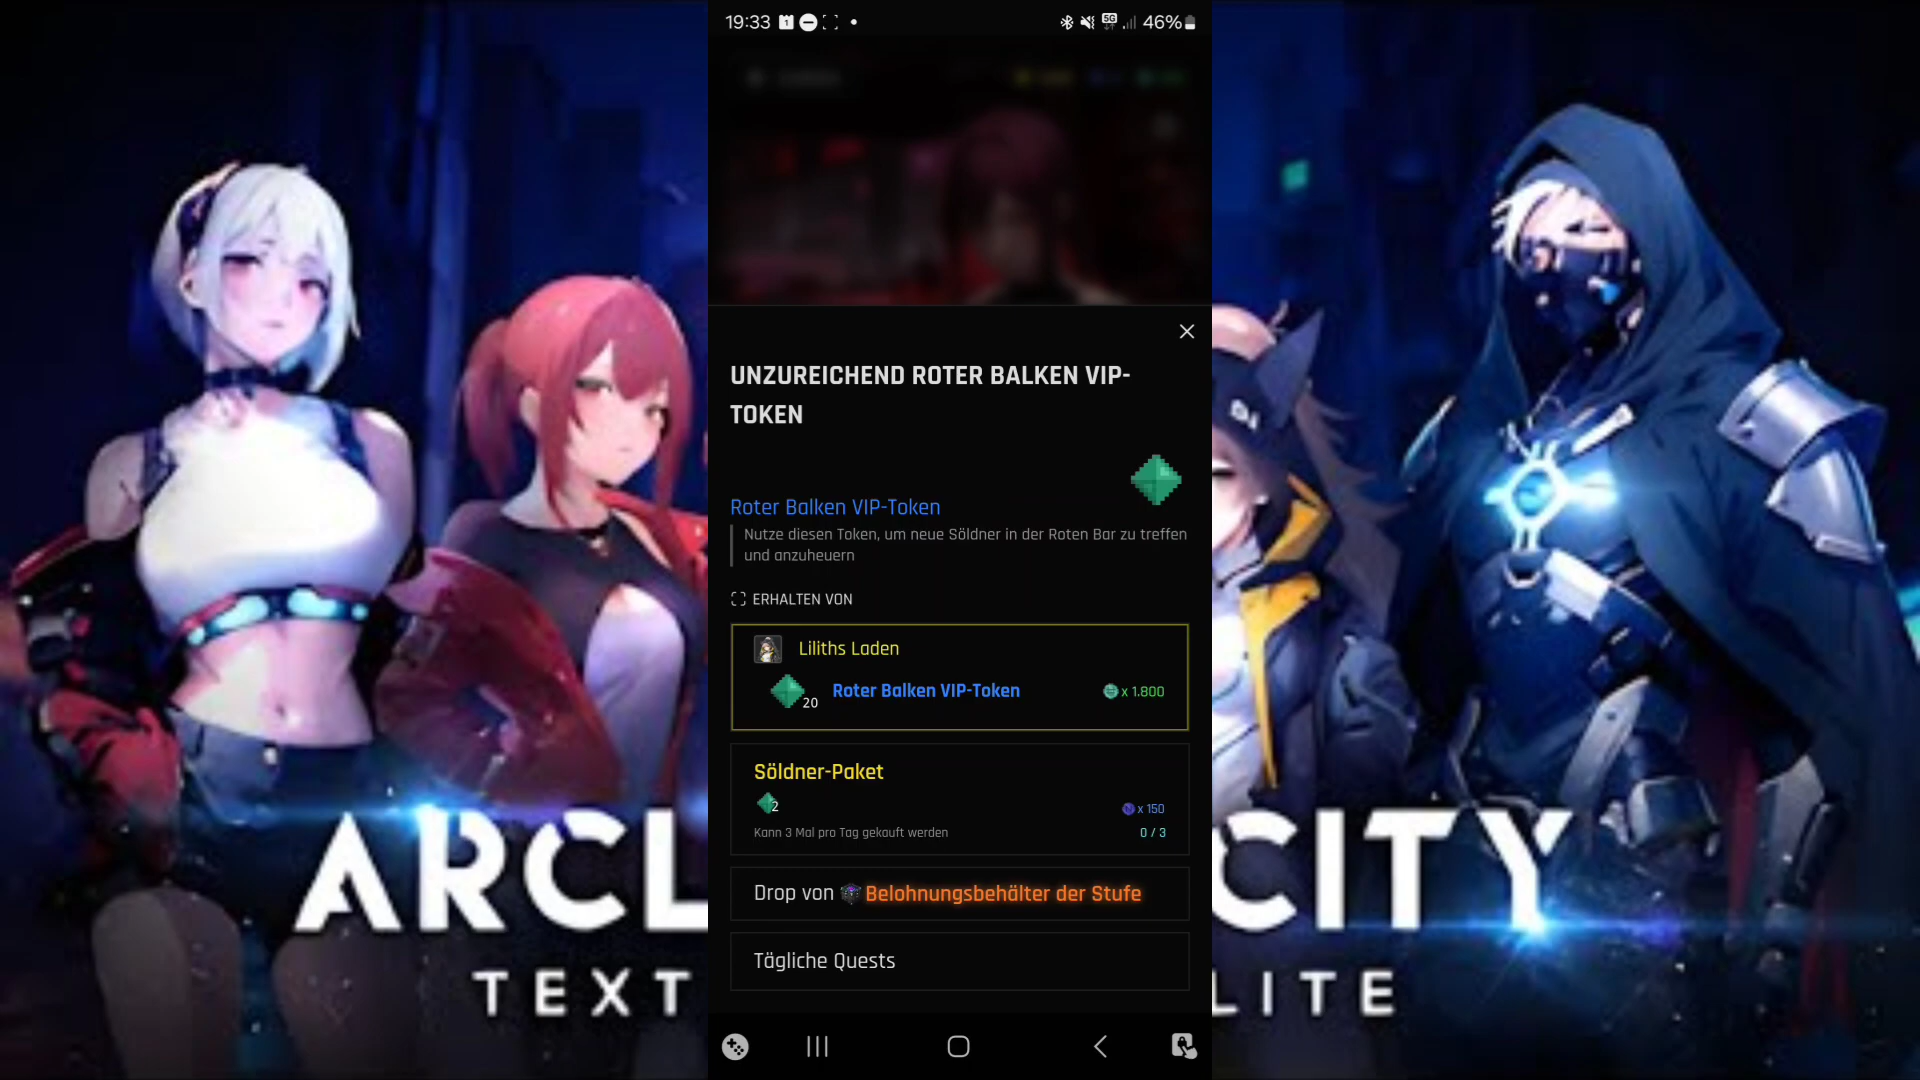 19:33
5G
46%
UNZUREICHEND ROTER BALKEN VIP-
TOKEN
Roter Balken VIP-Token
Nutze diesen Token, um neue Söldner in der Roten Bar zu treffen
und anzuheuern
ERHALTEN VON
Liliths Laden
Roter Balken VIP-Token
x 1.800
20
Söldner-Paket
2
x 150
Kann 3 Mal pro Tag gekauft werden
0 / 3
Drop von Belohnungsbehälter der Stufe
Tägliche Quests
ARCL CITY
TEXT LITE